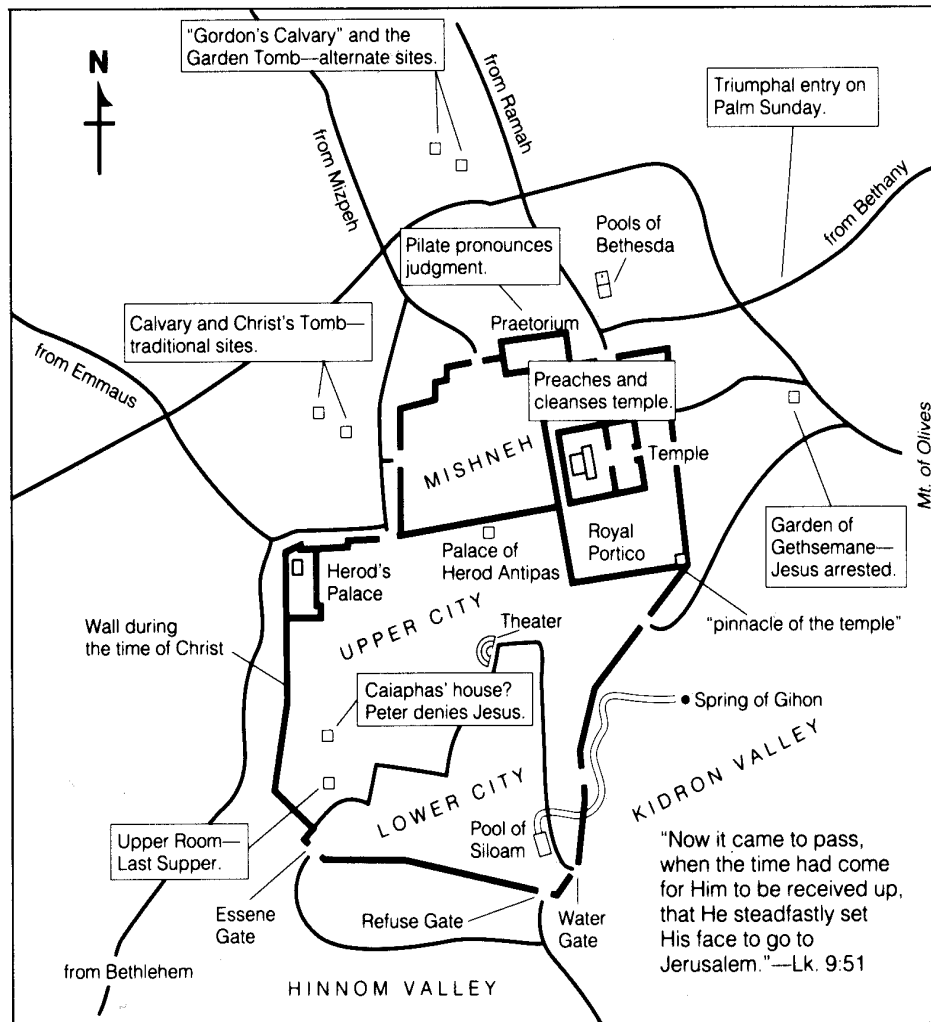 "Gordon's Calvary" and the
Garden Tomb—alternate sites.
N
from Ramah
Triumphal entry on
Palm Sunday.
from Mizpeh
from Bethany
Pools of
Bethesda
Pilate pronounces
judgment.
Calvary and Christ's Tomb—
traditional sites.
Praetorium
from Emmaus
Preaches and
cleanses temple.
Mt. of Olives
MISHNEH
Temple
Royal
Portico
Garden of
Gethsemane—
Jesus arrested.
Palace of
Herod Antipas
Herod's
Palace
Wall during
the time of Christ
UPPER CITY
Theater
"pinnacle of the temple"
Caiaphas' house?
Peter denies Jesus.
Spring of Gihon
KIDRON VALLEY
LOWER CITY
Pool of
Siloam
Upper Room—
Last Supper.
Essene
Gate
Refuse Gate
Water
Gate
"Now it came to pass,
when the time had come
for Him to be received up,
that He steadfastly set
His face to go to
Jerusalem."—Lk. 9:51
from Bethlehem
HINNOM VALLEY